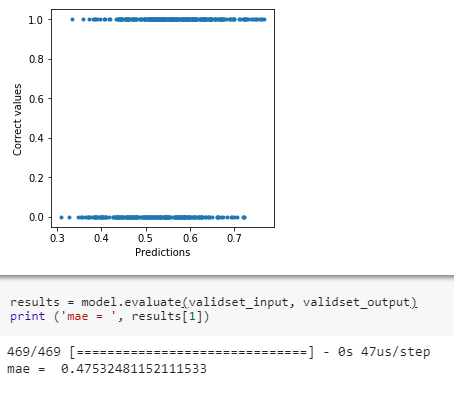 1.0
0.8
0.6
0.4
0.2
0.0
Correct values
0.3 0.4 0.5 0.6 0.7
Predictions
results = model.evaluate(validset_input, validset_output)
print ('mae = ', results[1])
469/469 [==============================] - 0s 47us/step
mae =  0.47532481152111533